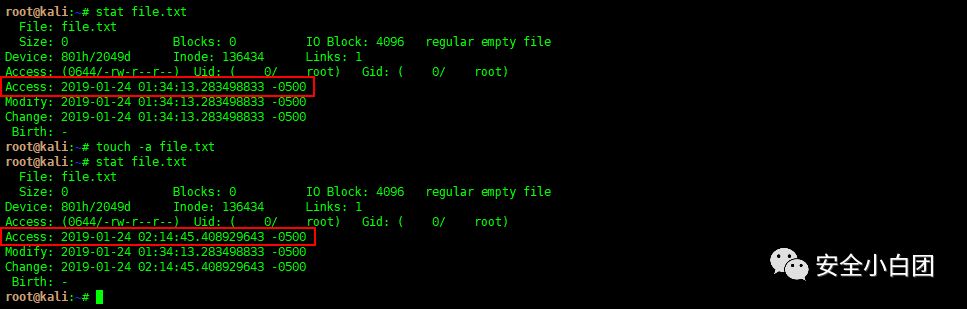 root@kali:~# stat file.txt
  File: file.txt
  Size: 0               Blocks: 0          IO Block: 4096   regular empty file
Device: 801h/2049d      Inode: 136434      Links: 1
Access: (0644/-rw-r--r--)  Uid: (    0/    root)   Gid: (    0/    root)
Access: 2019-01-24 01:34:13.283498833 -0500
Modify: 2019-01-24 01:34:13.283498833 -0500
Change: 2019-01-24 01:34:13.283498833 -0500
 Birth: -
root@kali:~# touch -a file.txt
root@kali:~# stat file.txt
  File: file.txt
  Size: 0               Blocks: 0          IO Block: 4096   regular empty file
Device: 801h/2049d      Inode: 136434      Links: 1
Access: (0644/-rw-r--r--)  Uid: (    0/    root)   Gid: (    0/    root)
Access: 2019-01-24 02:14:45.408929643 -0500
Modify: 2019-01-24 01:34:13.283498833 -0500
Change: 2019-01-24 02:14:45.408929643 -0500
 Birth: -
root@kali:~#
安全小白团